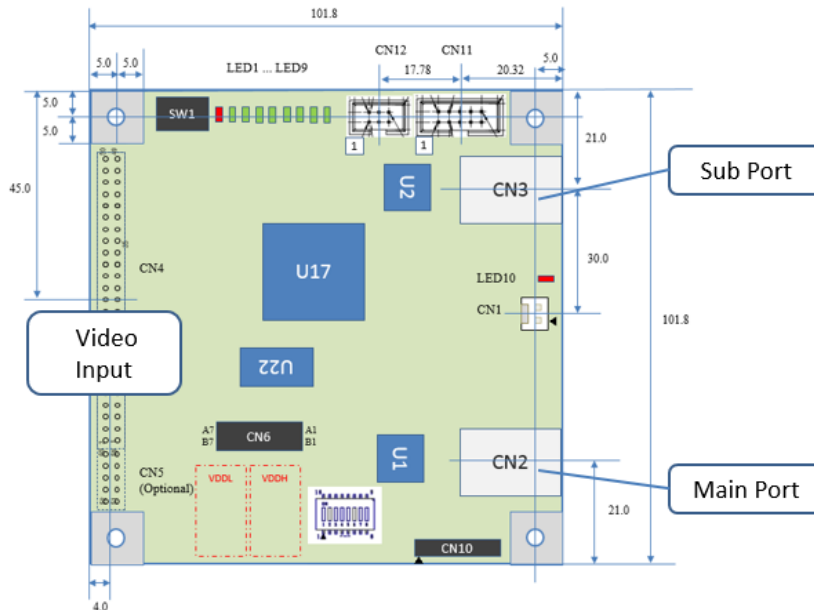 101.8
CN12
CN11
5.0
5.0
5.0
LED1 ... LED9
17.78
20.32
5.0
5.0
SW1
1
1
21.0
45.0
U2
CN3
Sub Port
CN4
U17
30.0
LED10
CN1
101.8
Video
Input
U22
A7
B7
CN6
A1
B1
U1
CN2
CN5
(Optional)
VDDL
VDDH
Main Port
21.0
CN10
4.0